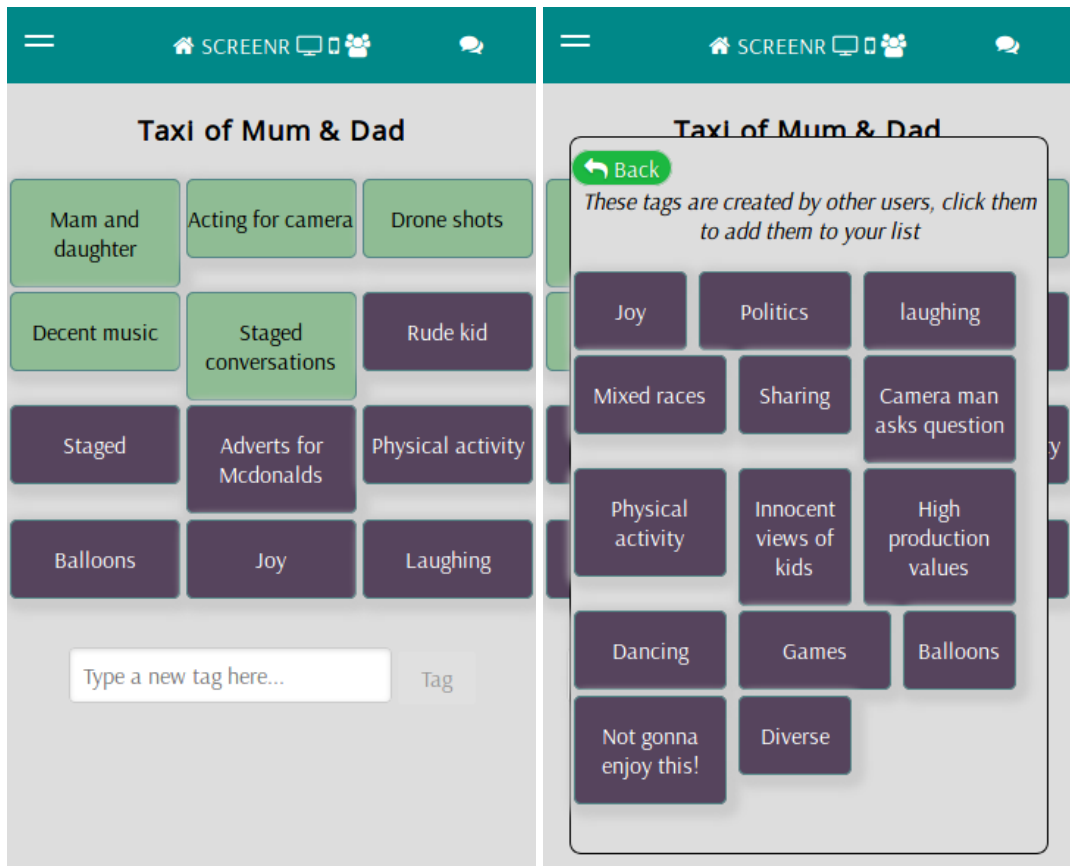 SCREENR
Taxi of Mum & Dad
Mam and
daughter
Acting for camera
Drone shots
Decent music
Staged
conversations
Rude kid
Staged
Adverts for
Mcdonalds
Physical activity
Balloons
Joy
Laughing
Type a new tag here...
Tag
SCREENR
Taxi of Mum & Dad
Back
These tags are created by other users, click them
to add them to your list
Joy
Politics
laughing
Mixed races
Sharing
Camera man
asks question
Physical
activity
Innocent
views of
kids
High
production
values
Dancing
Games
Balloons
Not gonna
enjoy this!
Diverse